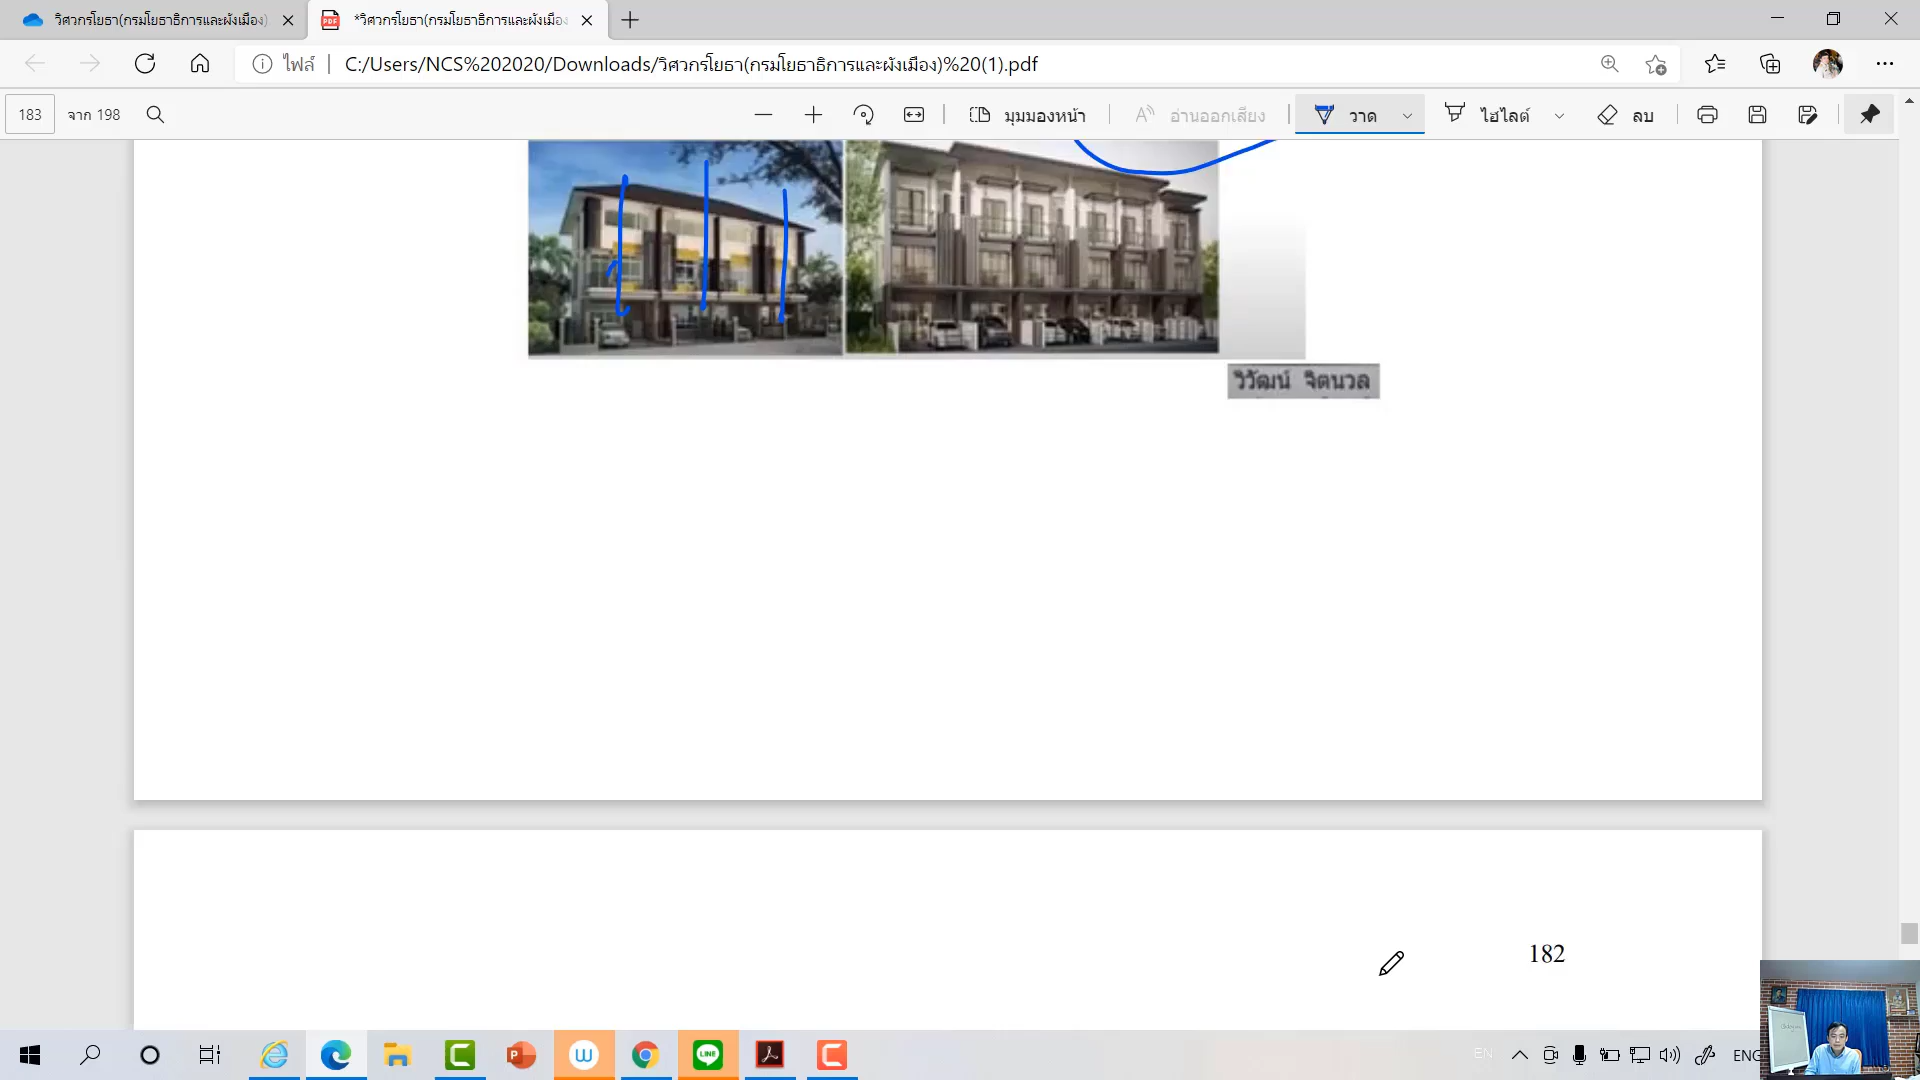 วิศวกรโยธา(กรมโยธาธิการและผังเมือง)
*วิศวกรโยธา(กรมโยธาธิการและผังเมือง
ไฟล์
C:/Users/NCS%202020/Downloads/วิศวกรโยธา(กรมโยธาธิการและผังเมือง)%20(1).pdf
183 จาก 198
มุมมองหน้า
อ่านออกเสียง
วาด
ไฮไลต์
ลบ
วิวัฒน์ จิตนวล
182
EN
ENG